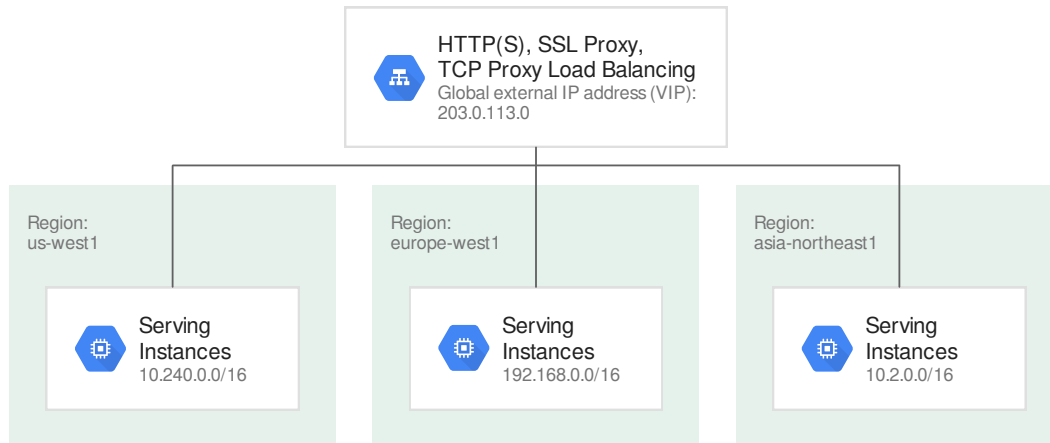 HTTP(S), SSL Proxy,
TCP Proxy Load Balancing
Global external IP address (VIP):
203.0.113.0
Region:
us-west1
Serving
Instances
10.240.0.0/16
Region:
europe-west1
Serving
Instances
192.168.0.0/16
Region:
asia-northeast1
Serving
Instances
10.2.0.0/16